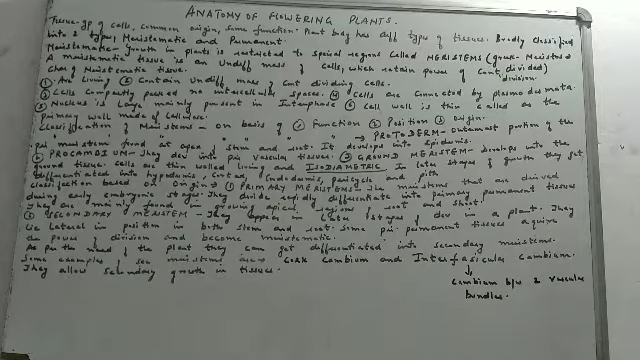 ANATOMY OF FLOWERING PLANTS.
Tissue - gp of cells, common origin, same function. Plant body has diff types of tissues. Broadly classified
into 2 types, Meristematic and Permanent.
Meristematic - Growth in plants is restricted to special regions called MERISTEMS (greek - Meristos
A meristematic tissue is an Undiff mass of cells, which retain power of Cont. divided)
Char of Meristematic tissue. division.
① Are living ② Contain Undiff mass of cont dividing cells.
③ Cells compactly packed no intercellular spaces. ④ Cells are connected by plasmodesmata.
⑤ Nucleus is large mainly present in Interphase ⑥ Cell wall is thin called as the
primary wall made of Cellulose.
Classification of Meristems - on basis of ① Function ② Position ③ Origin.
→ PROTODERM - Outermost portion of the
pri meristem found at apex of stem and root. It develops into Epidermis.
② PROCAMBIUM - They dev into pri vascular tissues. ③ GROUND MERISTEM - Develops into the
ground tissue. Cells are thin walled living and ISODIAMETRIC. In later stages of growth they get
differentiated into hypodermis, cortex, Endodermis, pericycle and pith
classification based on Origin ① PRIMARY MERISTEMS - The meristems that are derived
during early embryonic stage. They divide rapidly differentiate into primary permanent tissues
They are mainly found in growing apical regions of root and shoot.
② SECONDARY MERISTEM - They appear in later stages of dev in a plant. They
lie lateral in position in both stem and root. Some pri. permanent tissues aquire
the power of division and become meristematic.
As per the need of the plant they can get differentiated into secondary meristems.
Some examples of sec meristems are → CORK Cambium and Interfasicular Cambium.
They allow secondary growth in tissues.
Cambium b/w 2 vascular
bundles.